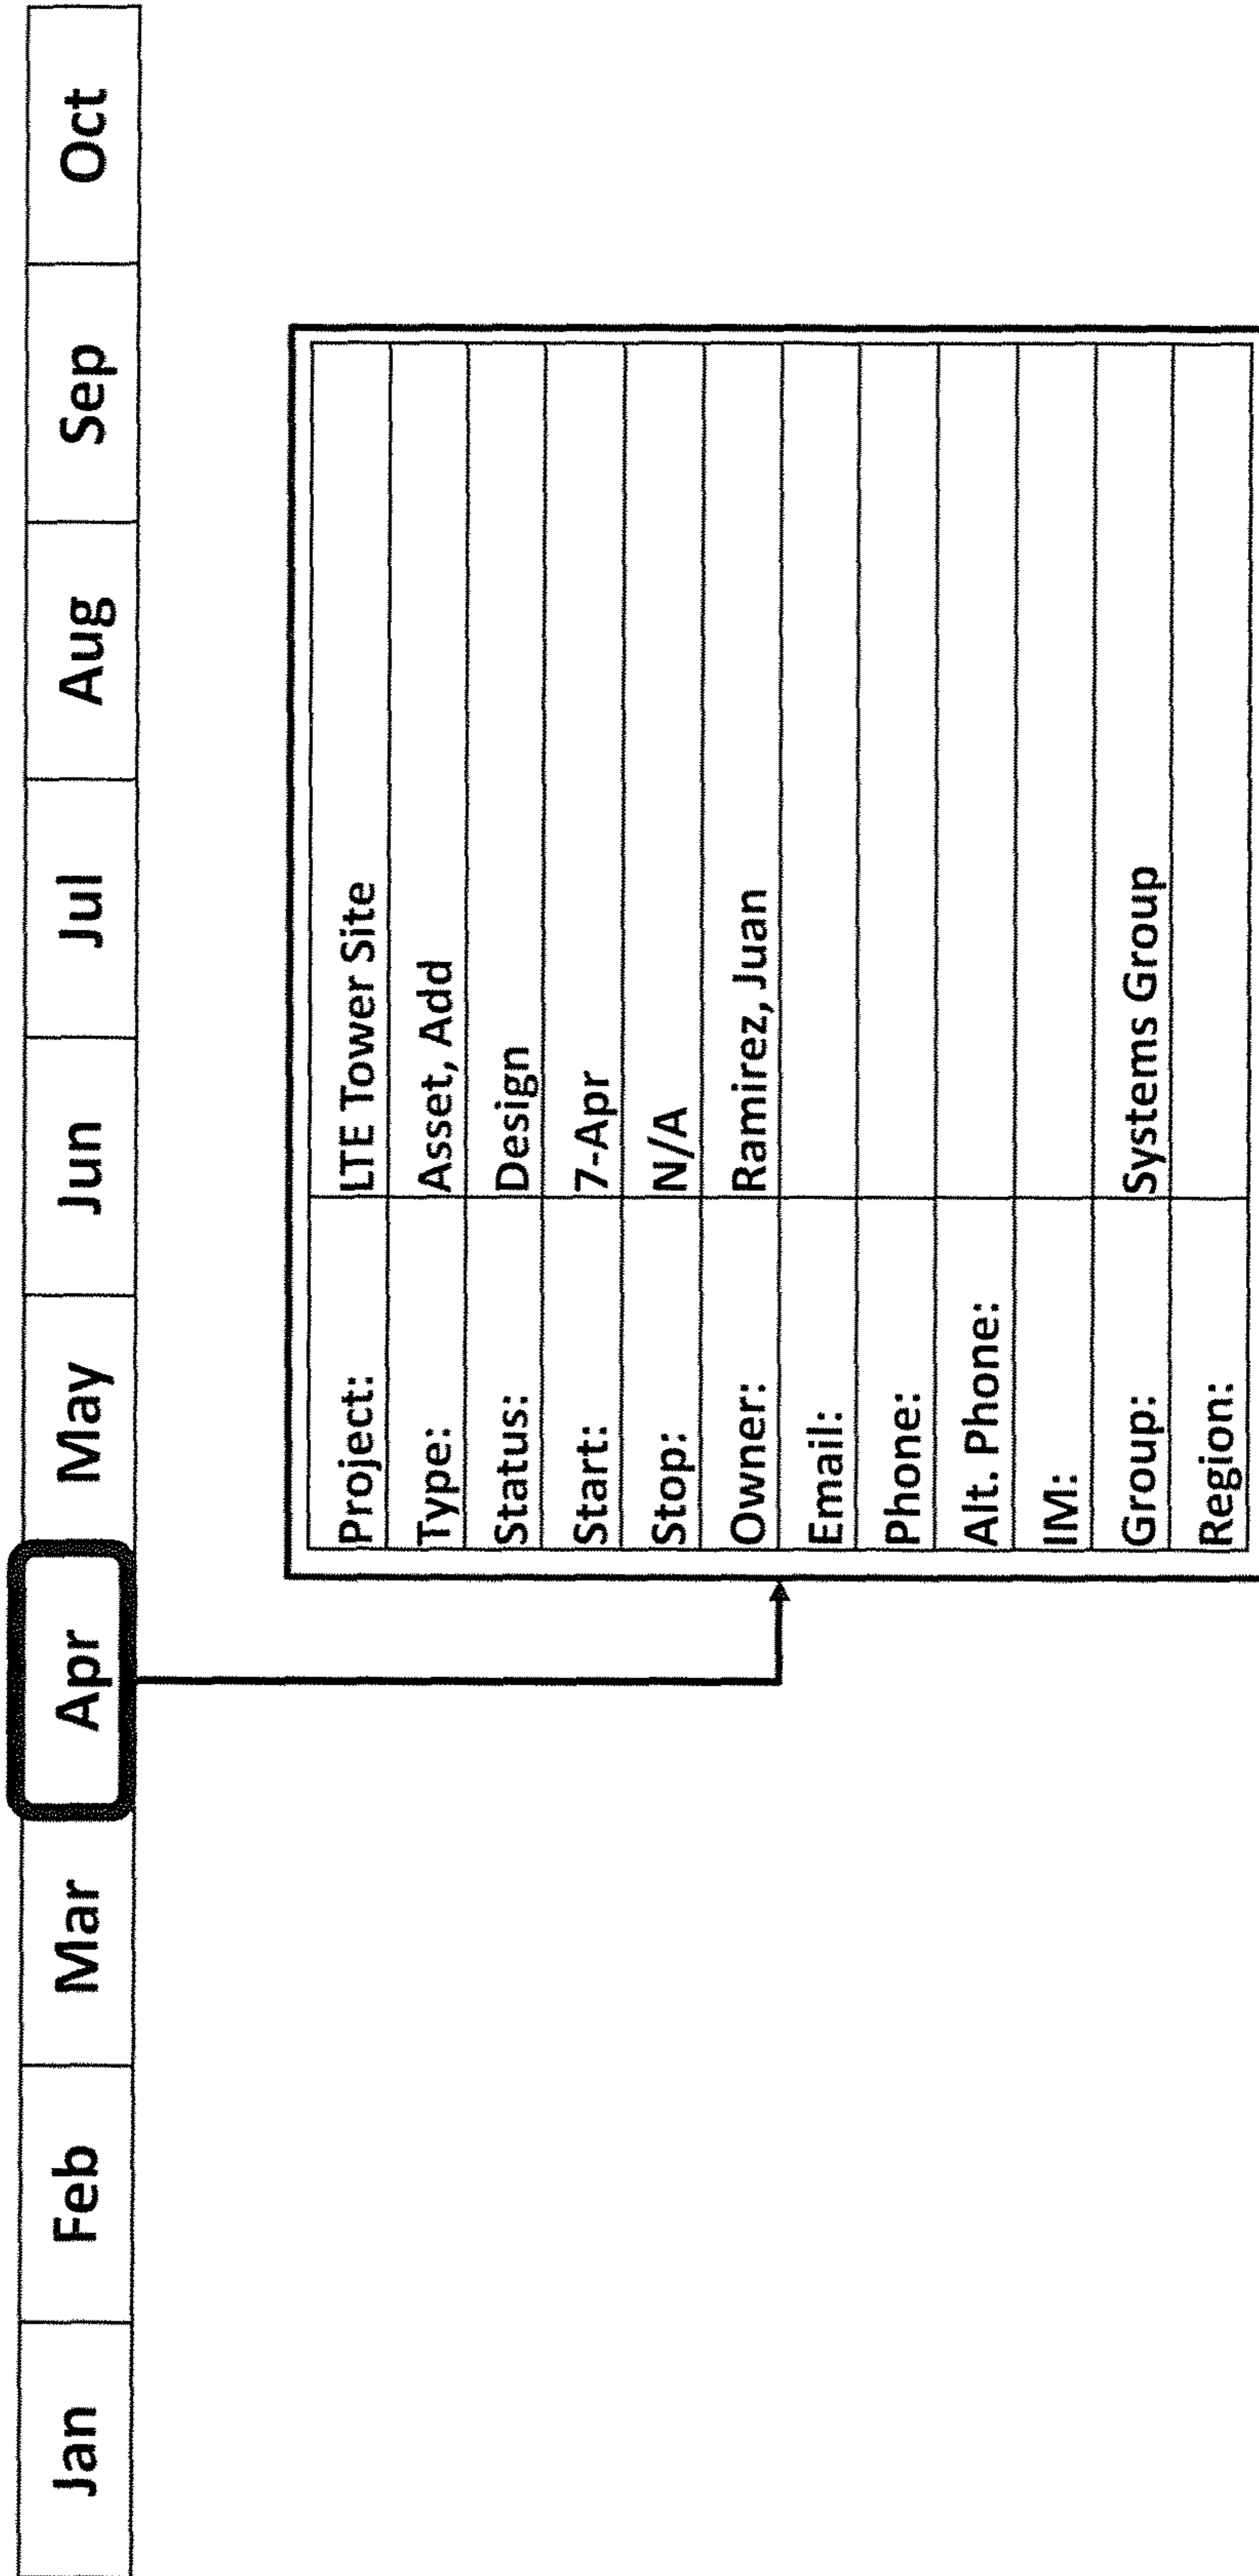 Jan Feb Mar Apr May Jun Jul Aug Sep Oct
Project: LTE Tower Site
Type: Asset, Add
Status: Design
Start: 7-Apr
Stop: N/A
Owner: Ramirez, Juan
Email:
Phone:
Alt. Phone:
IM:
Group: Systems Group
Region: